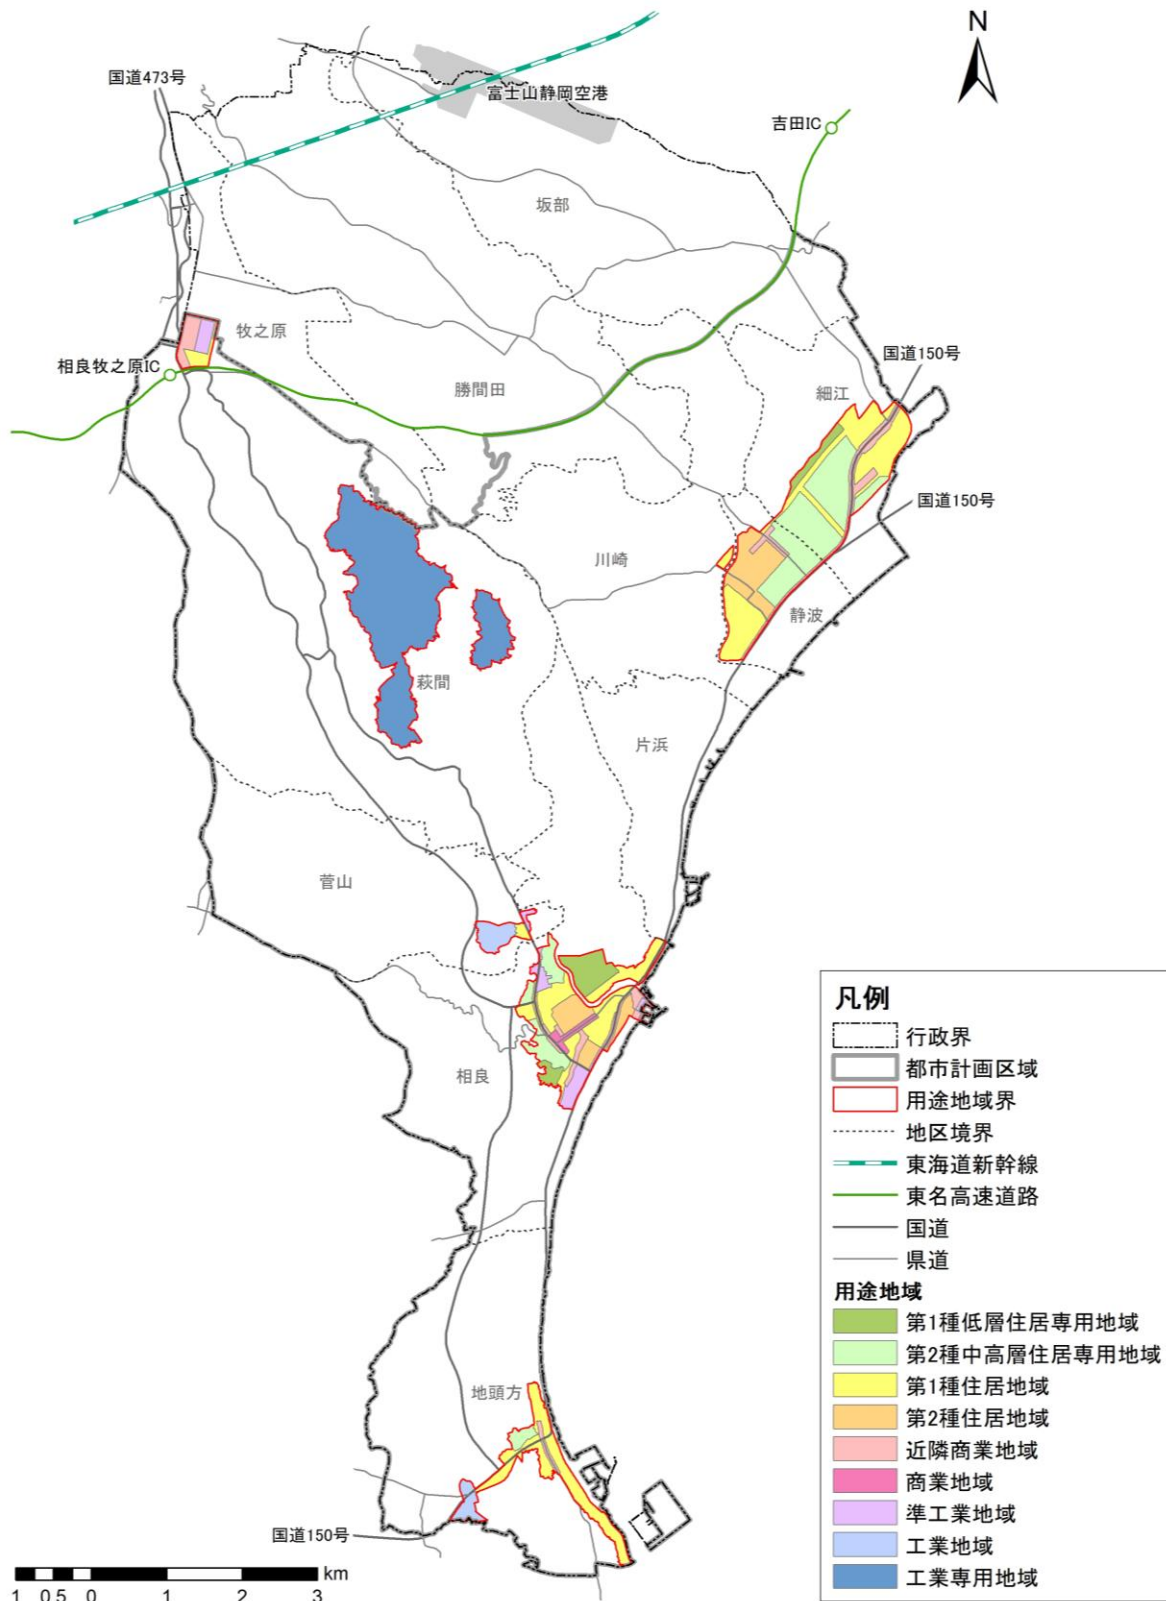 N
国道473号
富士山静岡空港
吉田IC
坂部
牧之原
国道150号
相良牧之原IC
勝間田
細江
国道150号
川崎
静波
萩間
片浜
菅山
相良
地頭方
国道150号
km
1 0.5 0 1 2 3
凡例
行政界
都市計画区域
用途地域界
地区境界
東海道新幹線
東名高速道路
国道
県道
用途地域
第1種低層住居専用地域
第2種中高層住居専用地域
第1種住居地域
第2種住居地域
近隣商業地域
商業地域
準工業地域
工業地域
工業専用地域